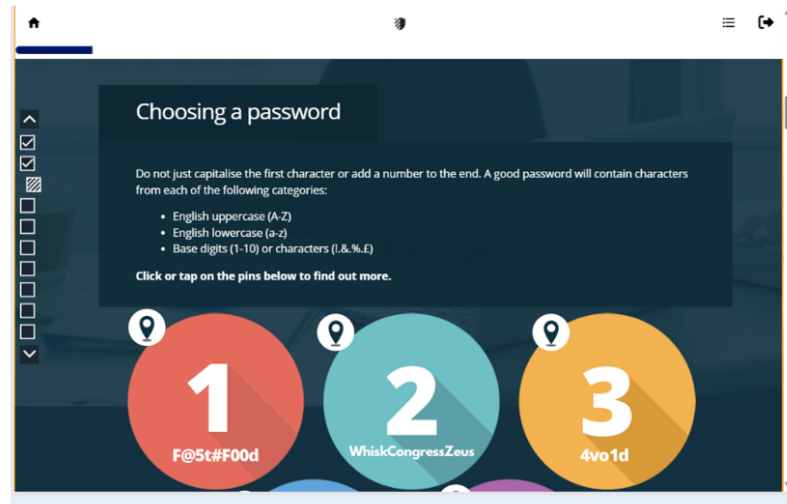 Choosing a password
Do not just capitalise the first character or add a number to the end. A good password will contain characters
from each of the following categories:
• English uppercase (A-Z)
• English lowercase (a-z)
• Base digits (1-10) or characters (!.&.%.£)
Click or tap on the pins below to find out more.
1 2 3
F@5t#F00d WhiskCongressZeus 4vo1d